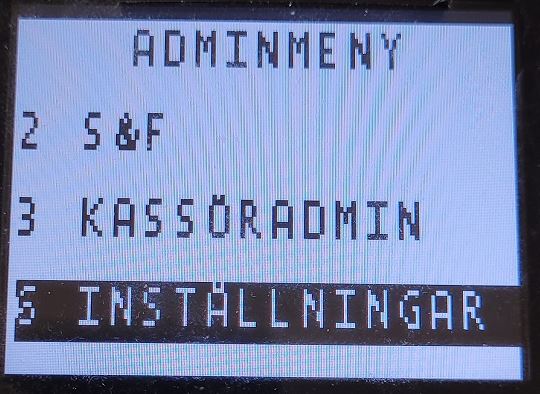 ADMINMENY
2 S&F
3 KASSÖRADMIN
5 INSTÄLLNINGAR